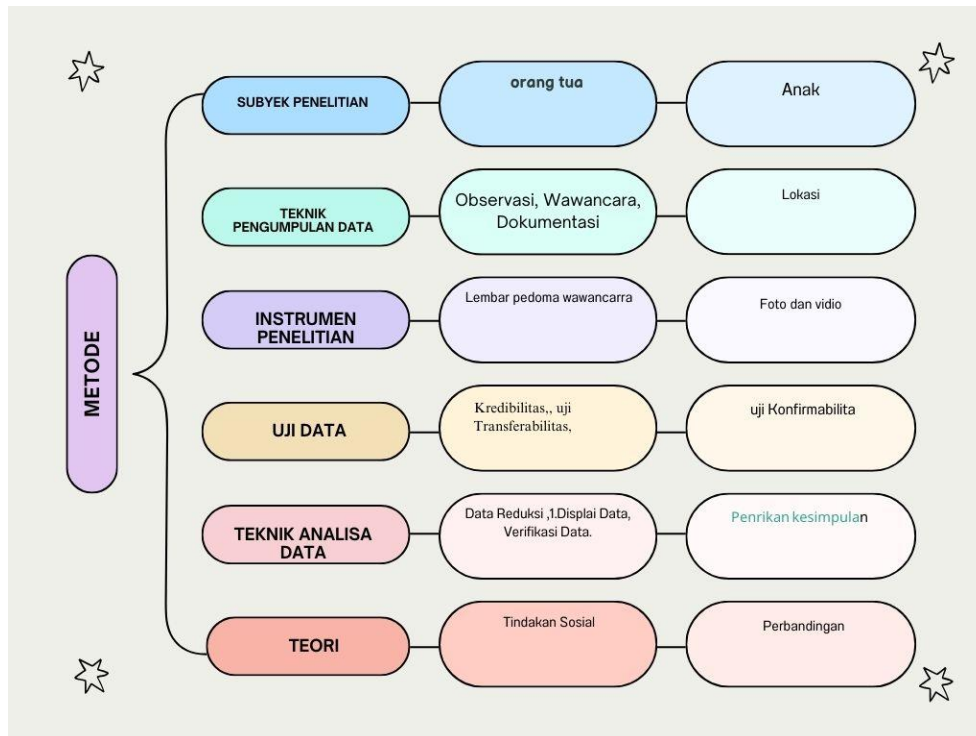 METODE
SUBYEK PENELITIAN
orang tua
Anak
TEKNIK
PENGUMPULAN DATA
Observasi, Wawancara,
Dokumentasi
Lokasi
INSTRUMEN
PENELITIAN
Lembar pedoma wawancarra
Foto dan vidio
UJI DATA
Kredibilitas,, uji
Transferabilitas,
uji Konfirmabilita
TEKNIK ANALISA
DATA
Data Reduksi ,1.Displai Data,
Verifikasi Data.
Penrikan kesimpulan
TEORI
Tindakan Sosial
Perbandingan